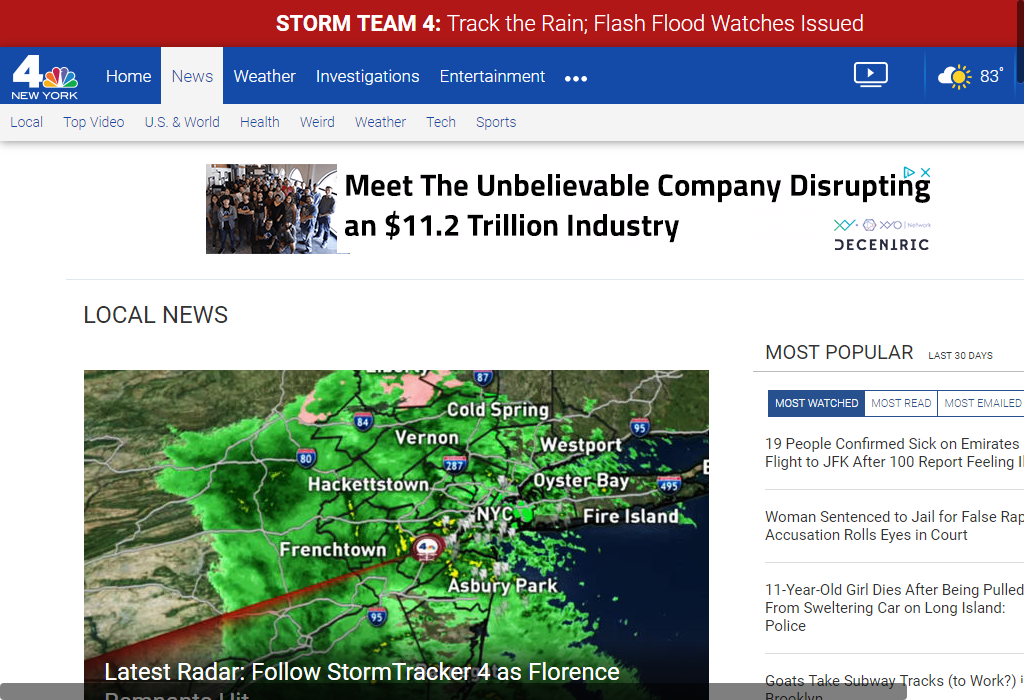 STORM TEAM 4: Track the Rain; Flash Flood Watches Issued
4
NEW YORK
Home News Weather Investigations Entertainment ••• 83°
Local Top Video U.S. & World Health Weird Weather Tech Sports
Meet The Unbelievable Company Disrupting
an $11.2 Trillion Industry
XYO | Network
DECENTRIC
LOCAL NEWS
MOST POPULAR LAST 30 DAYS
MOST WATCHED MOST READ MOST EMAILED
19 People Confirmed Sick on Emirates
Flight to JFK After 100 Report Feeling
Woman Sentenced to Jail for False
Accusation Rolls Eyes in Court
11-Year-Old Girl Dies After Being Pulled
From Sweltering Car on Long Island:
Police
Goats Take Subway Tracks (to Work?)
Brooklyn
Liberty
87
Cold Spring
84
95
Vernon
Westport
80
287
Hackettstown
Oyster Bay
495
NYC
Fire Island
Frenchtown
4
Asbury Park
95
Latest Radar: Follow StormTracker 4 as Florence
Remnants Hit